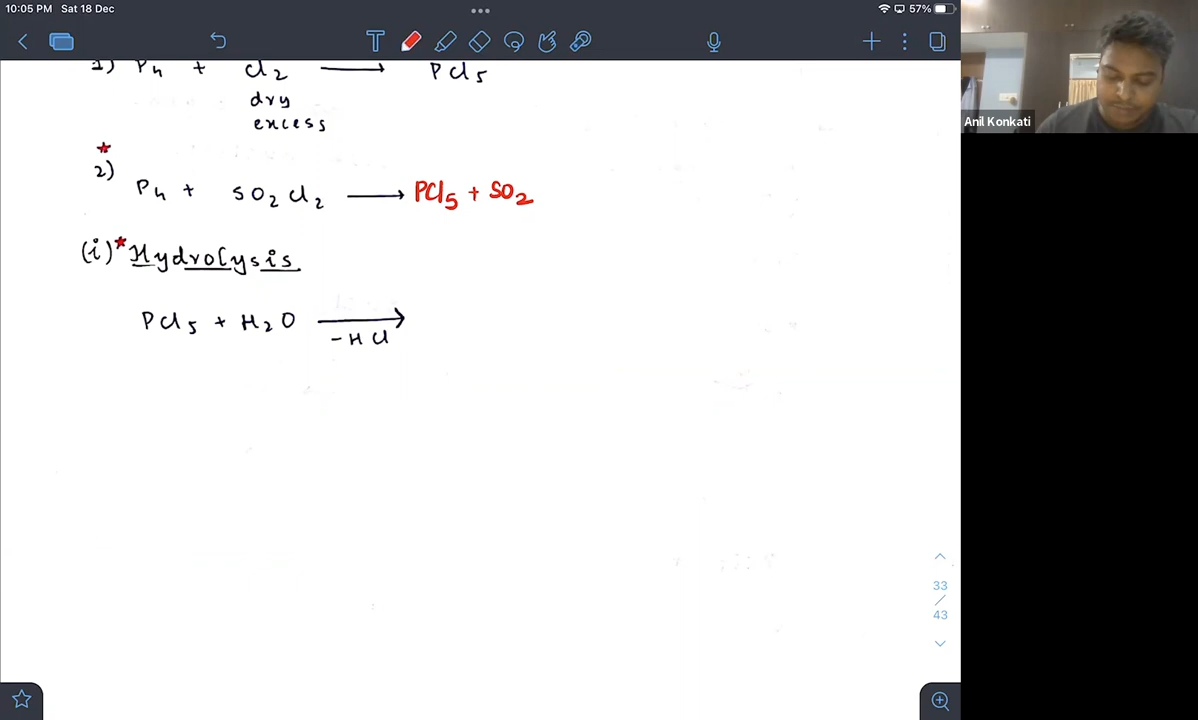 10:05 PM Sat 18 Dec
57%
1) P4 + Cl2 ⟶ PCl5
dry
excess
Anil Konkati
★
2) P4 + SO2Cl2 ⟶ PCl5 + SO2
(i)★ Hydrolysis
PCl5 + H2O ⟶
-HCl
33
/
43